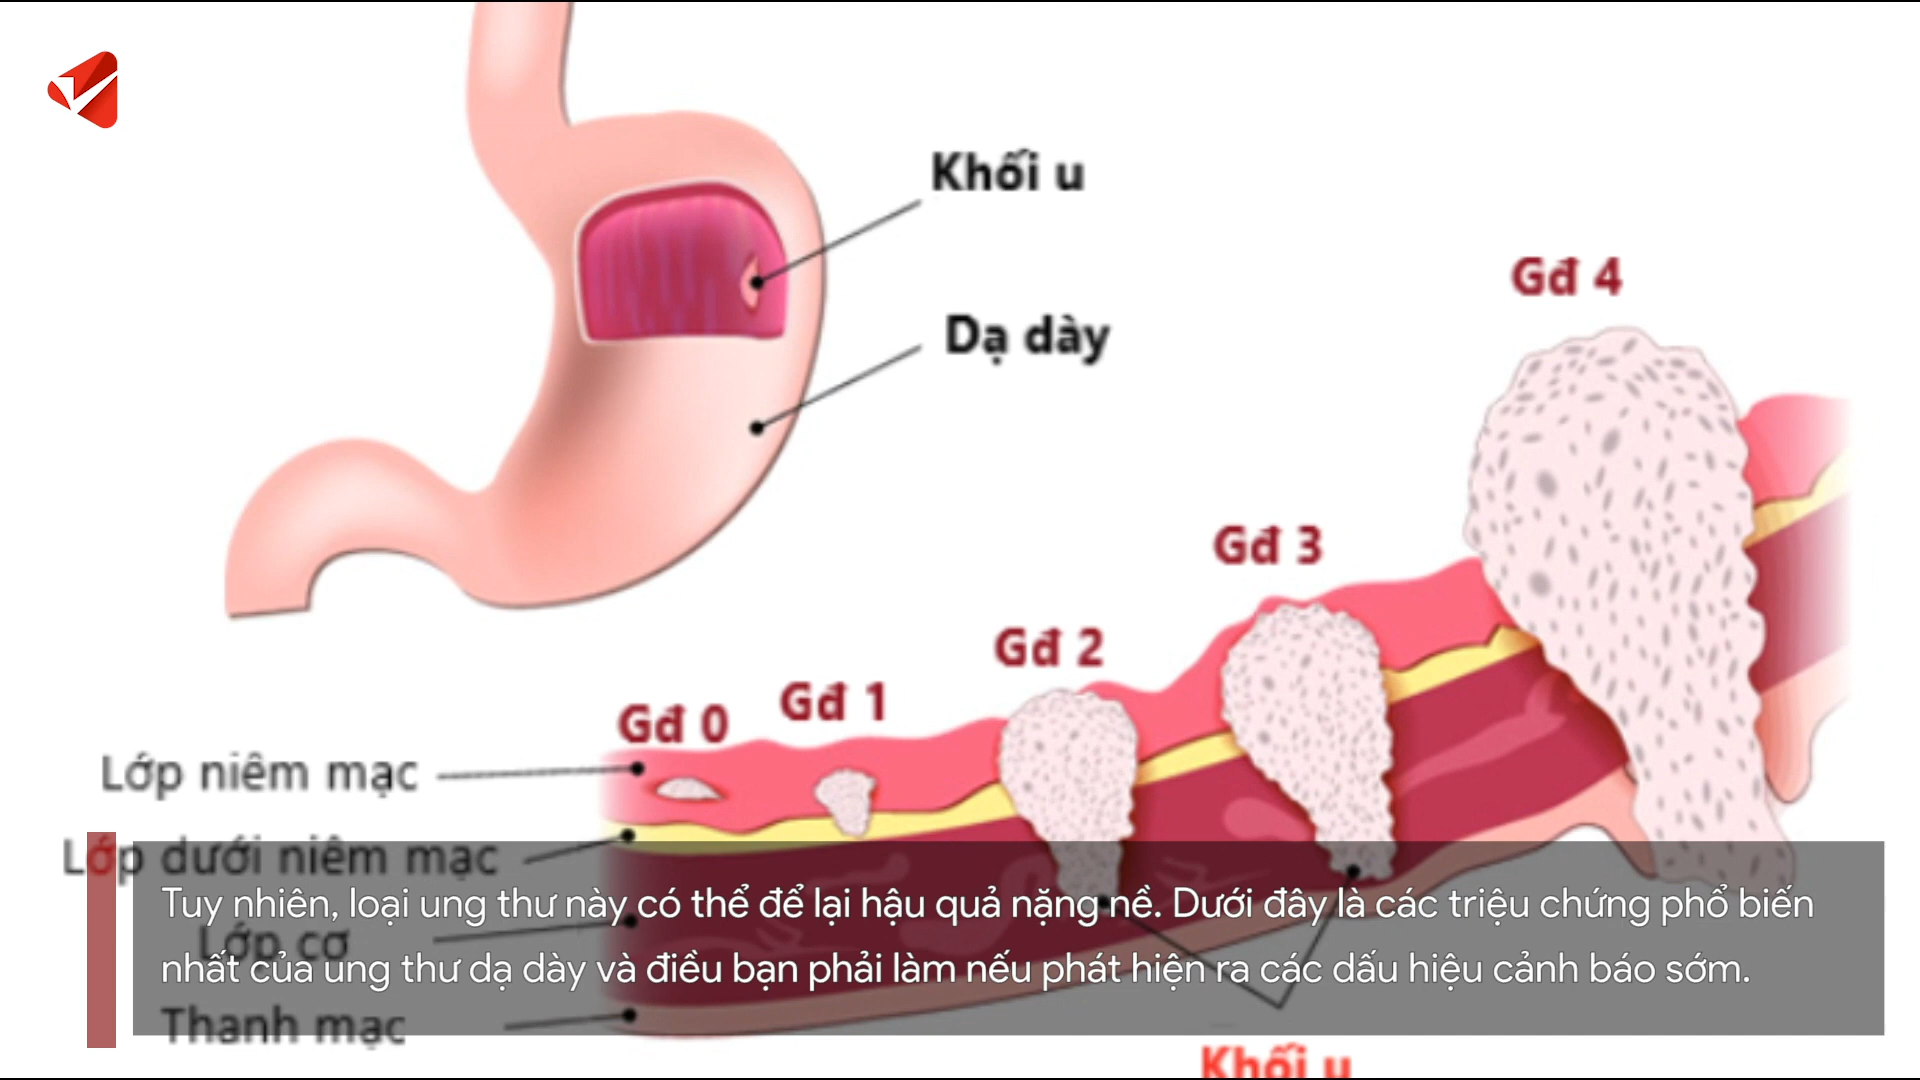 Khối u
Dạ dày
Gđ 4
Gđ 3
Gđ 2
Gđ 1
Gđ 0
Lớp niêm mạc
Lớp dưới niêm mạc
Lớp cơ
Thanh mạc
Tuy nhiên, loại ung thư này có thể để lại hậu quả nặng nề. Dưới đây là các triệu chứng phổ biến
nhất của ung thư dạ dày và điều bạn phải làm nếu phát hiện ra các dấu hiệu cảnh báo sớm.
Khối u